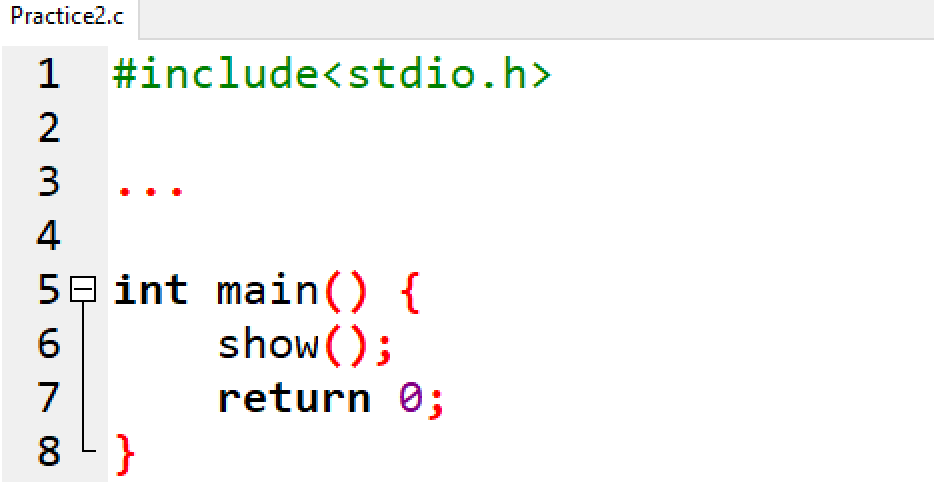 Practice2.c
1 #include<stdio.h>
2
3 ...
4
5 int main() {
6 show();
7 return 0;
8 }